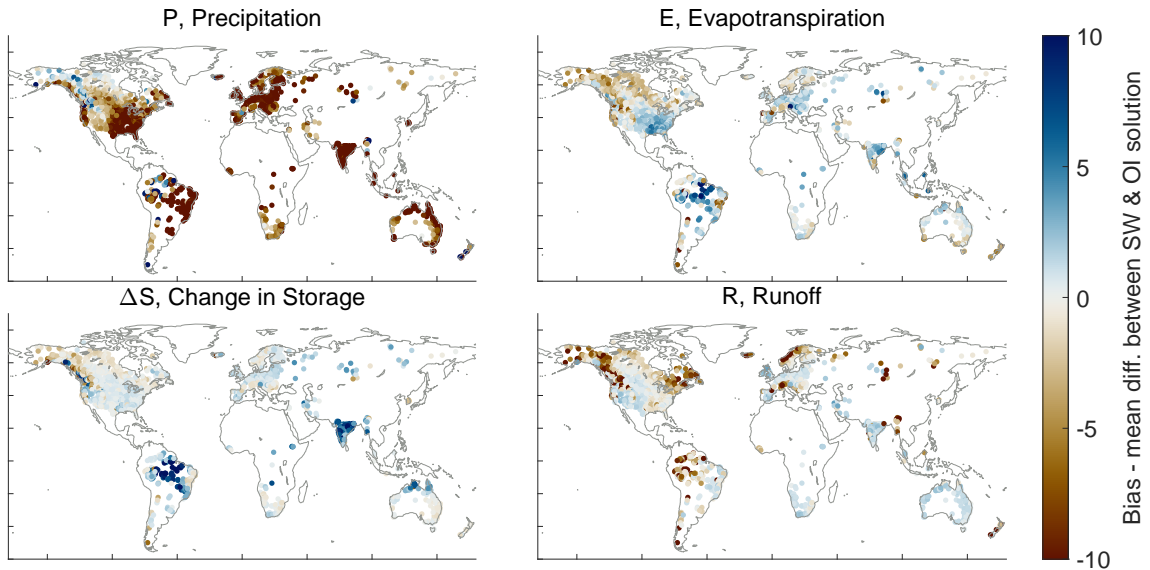 P, Precipitation
E, Evapotranspiration
ΔS, Change in Storage
R, Runoff
10
5
0
-5
-10
Bias - mean diff. between SW & OI solution